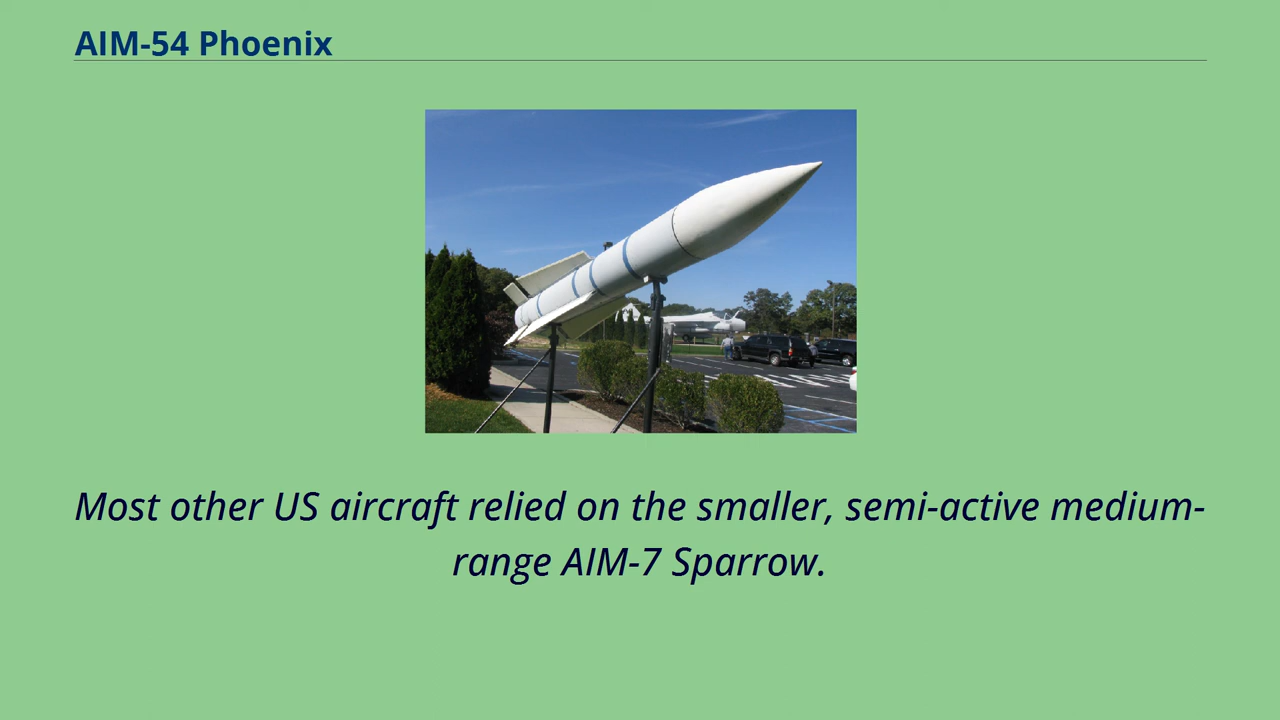 AIM-54 Phoenix
Most other US aircraft relied on the smaller, semi-active medium-
range AIM-7 Sparrow.